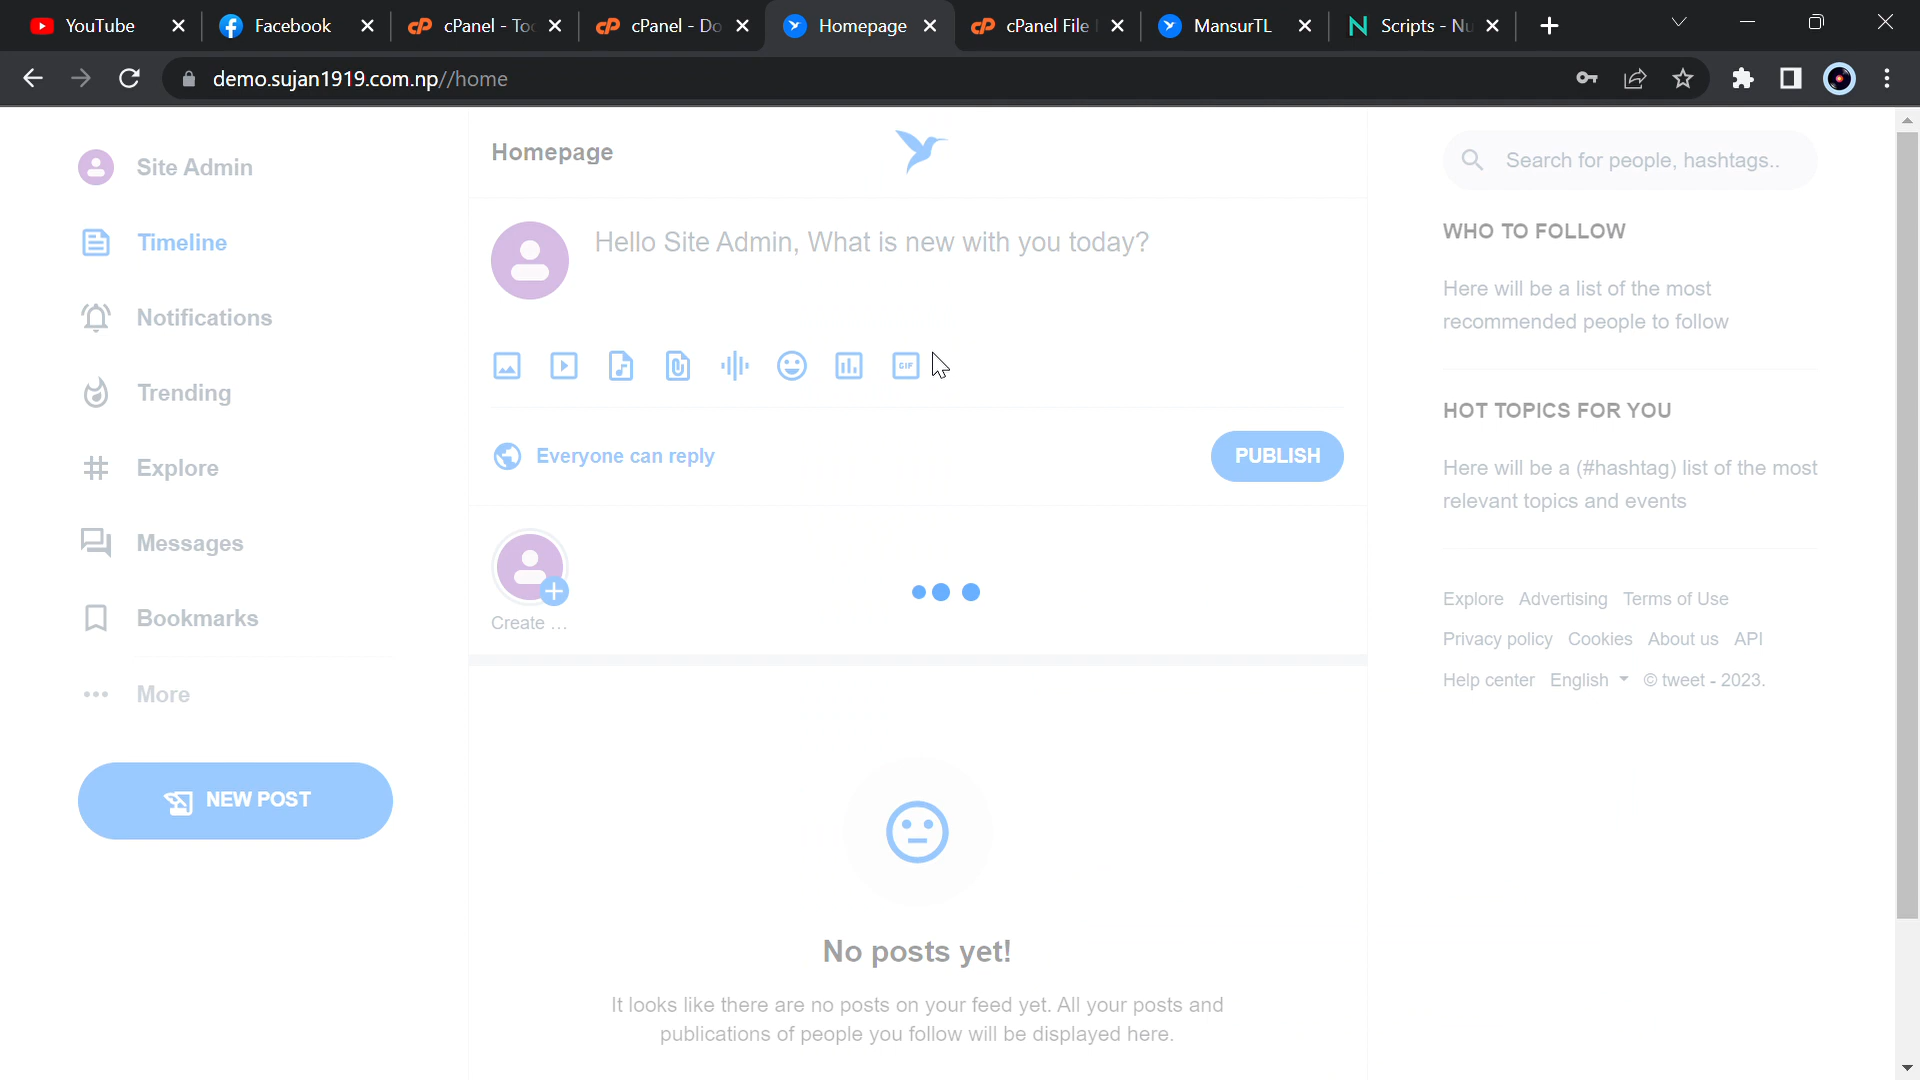 YouTube
Facebook
cPanel - To
cPanel - Do
Homepage
cPanel File
MansurTL
Scripts - Nu
demo.sujan1919.com.np//home
Site Admin
Timeline
Notifications
Trending
Explore
Messages
Bookmarks
More
NEW POST
Homepage
Hello Site Admin, What is new with you today?
GIF
Everyone can reply
PUBLISH
Create ...
No posts yet!
It looks like there are no posts on your feed yet. All your posts and
publications of people you follow will be displayed here.
Search for people, hashtags..
WHO TO FOLLOW
Here will be a list of the most
recommended people to follow
HOT TOPICS FOR YOU
Here will be a (#hashtag) list of the most
relevant topics and events
Explore Advertising Terms of Use
Privacy policy Cookies About us API
Help center English © tweet - 2023.